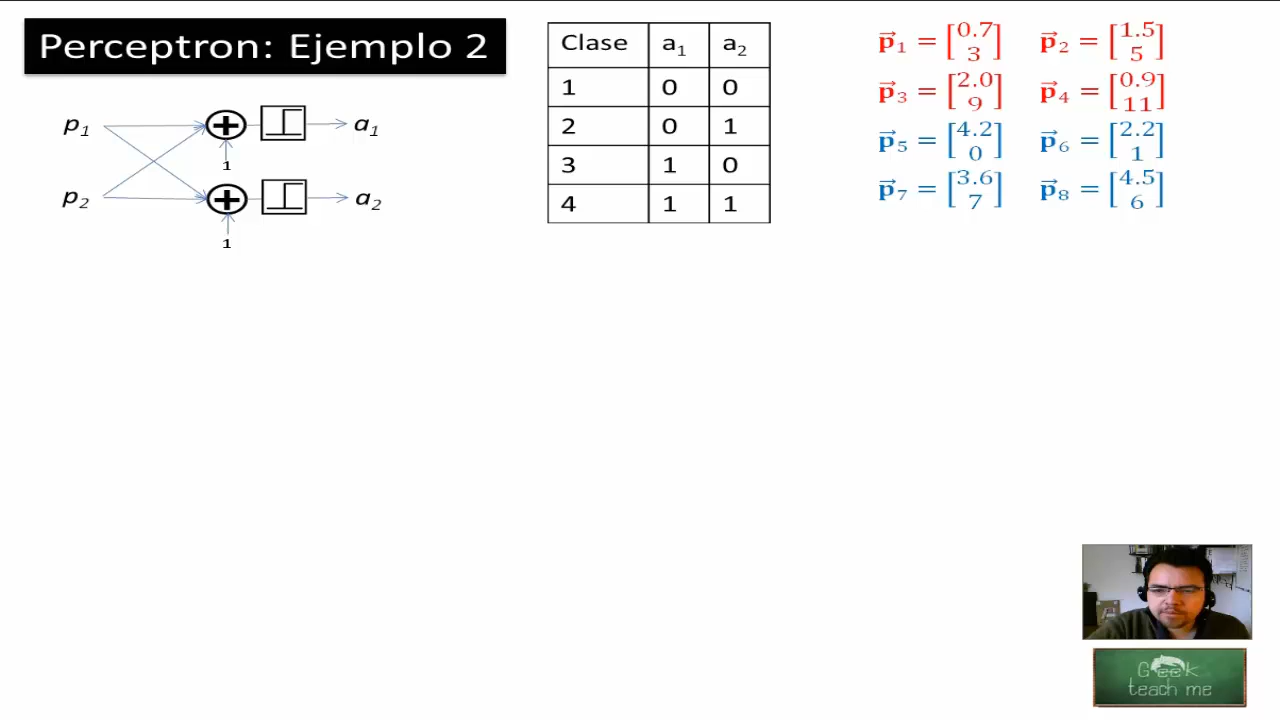 Perceptron: Ejemplo 2
p1
p2
1
1
a1
a2
Clase a1 a2
1 0 0
2 0 1
3 1 0
4 1 1
p⃗1 = [0.7 3] p⃗2 = [1.5 5]
p⃗3 = [2.0 9] p⃗4 = [0.9 11]
p⃗5 = [4.2 0] p⃗6 = [2.2 1]
p⃗7 = [3.6 7] p⃗8 = [4.5 6]
Geek
teach me